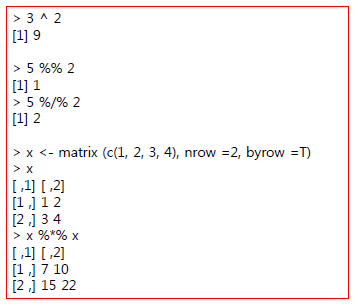 > 3 ^ 2
[1] 9
> 5 %% 2
[1] 1
> 5 %/% 2
[1] 2
> x <- matrix (c(1, 2, 3, 4), nrow =2, byrow =T)
> x
[ ,1] [ ,2]
[1 ,] 1 2
[2 ,] 3 4
> x %*% x
[ ,1] [ ,2]
[1 ,] 7 10
[2 ,] 15 22